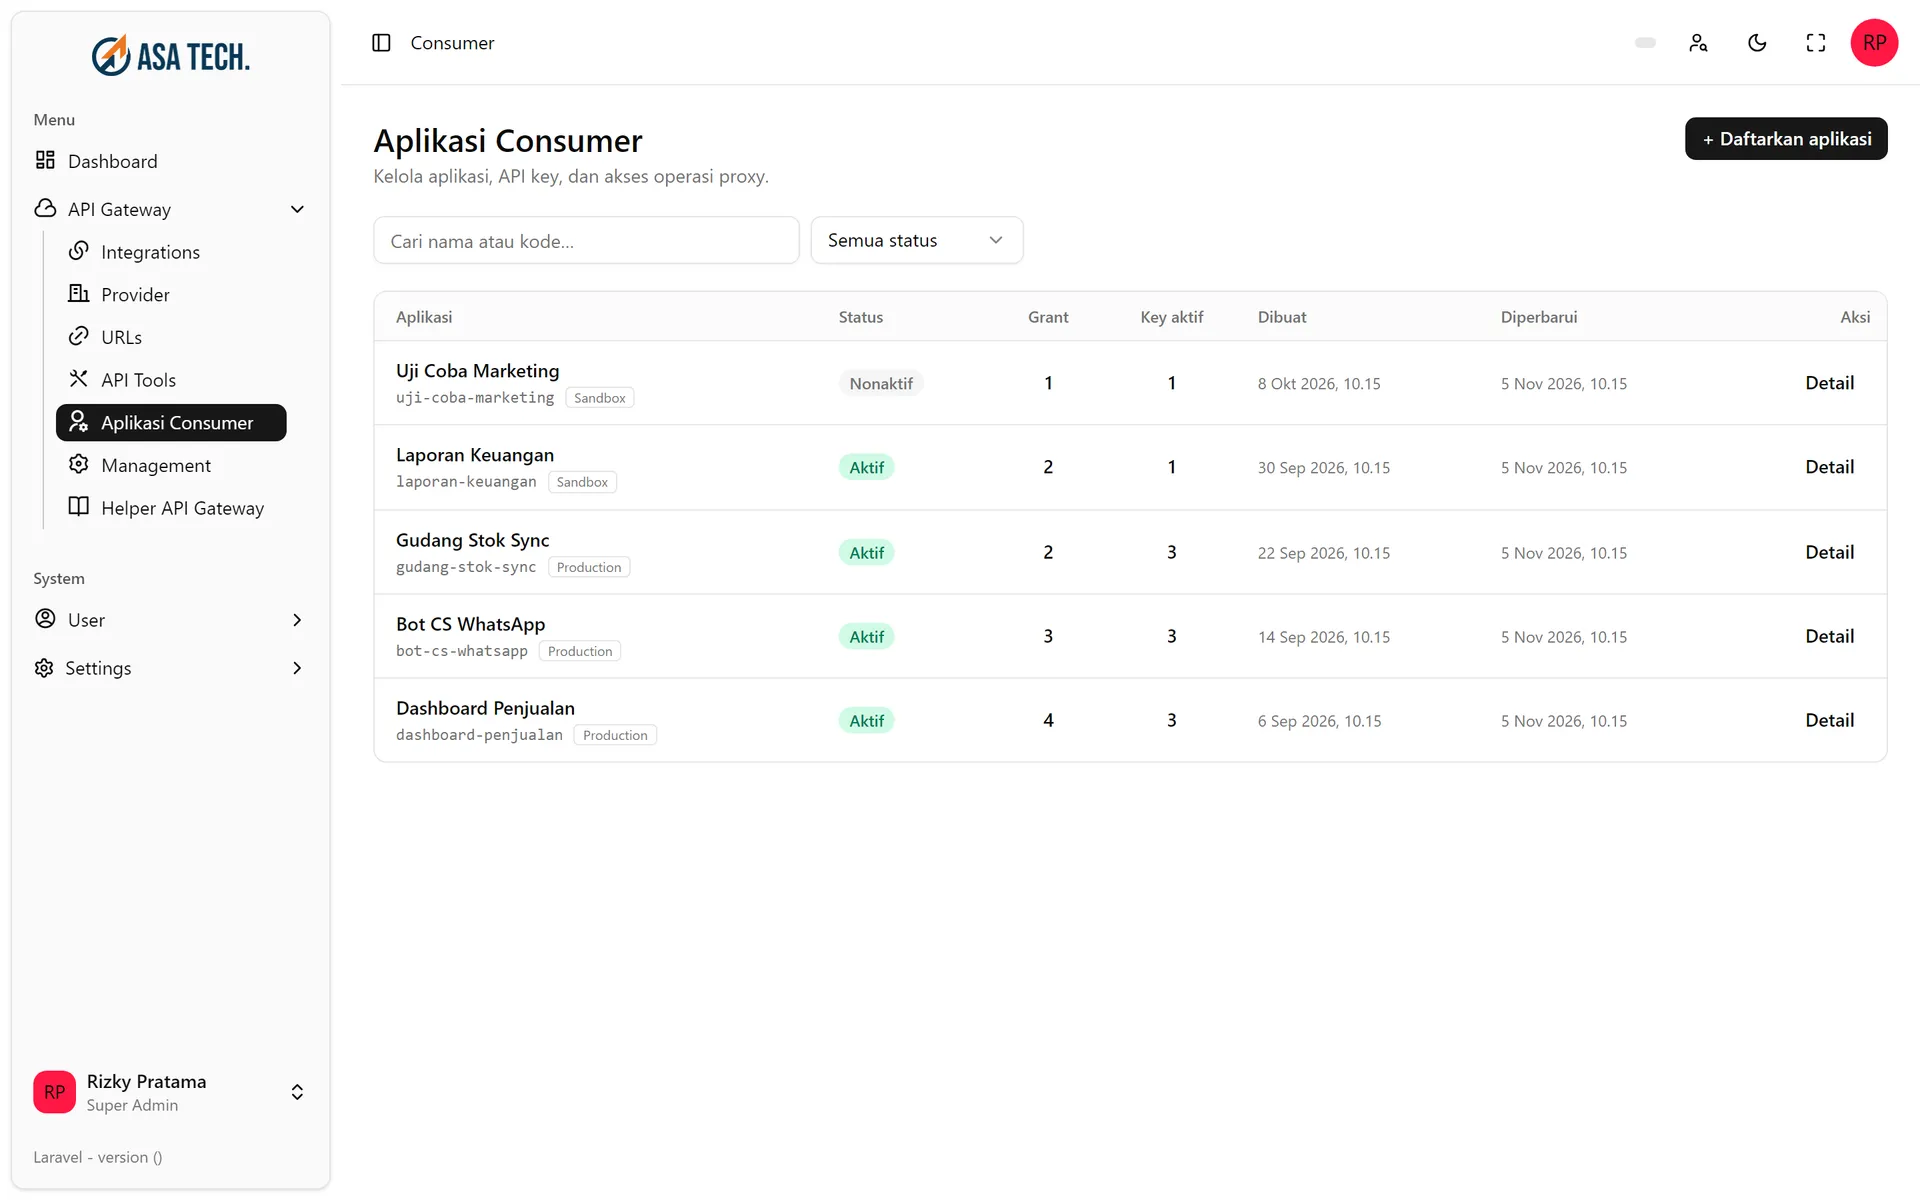 ASA TECH.
Menu
Dashboard
API Gateway
Integrations
Provider
URLs
API Tools
Aplikasi Consumer
Management
Helper API Gateway
System
User
Settings
RP
Rizky Pratama
Super Admin
Laravel - version ()
Consumer
RP
Aplikasi Consumer
Kelola aplikasi, API key, dan akses operasi proxy.
+ Daftarkan aplikasi
Cari nama atau kode...
Semua status
Aplikasi Status Grant Key aktif Dibuat Diperbarui Aksi
Uji Coba Marketing
uji-coba-marketing Sandbox
Nonaktif 1 1 8 Okt 2026, 10.15 5 Nov 2026, 10.15 Detail
Laporan Keuangan
laporan-keuangan Sandbox
Aktif 2 1 30 Sep 2026, 10.15 5 Nov 2026, 10.15 Detail
Gudang Stok Sync
gudang-stok-sync Production
Aktif 2 3 22 Sep 2026, 10.15 5 Nov 2026, 10.15 Detail
Bot CS WhatsApp
bot-cs-whatsapp Production
Aktif 3 3 14 Sep 2026, 10.15 5 Nov 2026, 10.15 Detail
Dashboard Penjualan
dashboard-penjualan Production
Aktif 4 3 6 Sep 2026, 10.15 5 Nov 2026, 10.15 Detail